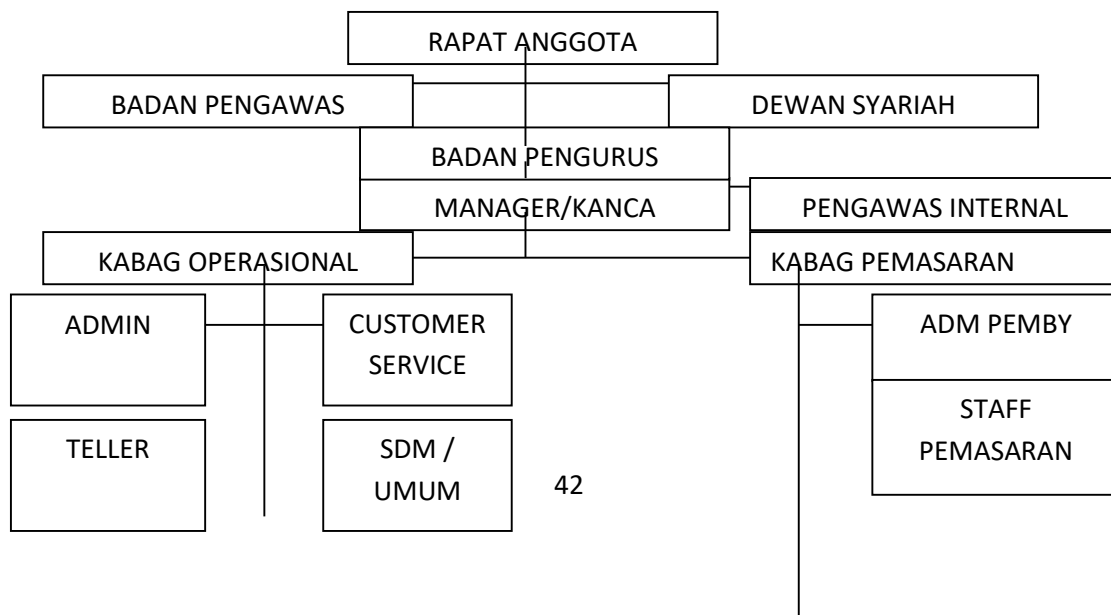 RAPAT ANGGOTA
BADAN PENGAWAS
DEWAN SYARIAH
BADAN PENGURUS
MANAGER/KANCA
PENGAWAS INTERNAL
KABAG OPERASIONAL
KABAG PEMASARAN
ADMIN
CUSTOMER
SERVICE
ADM PEMBY
TELLER
SDM /
UMUM
STAFF
PEMASARAN
42